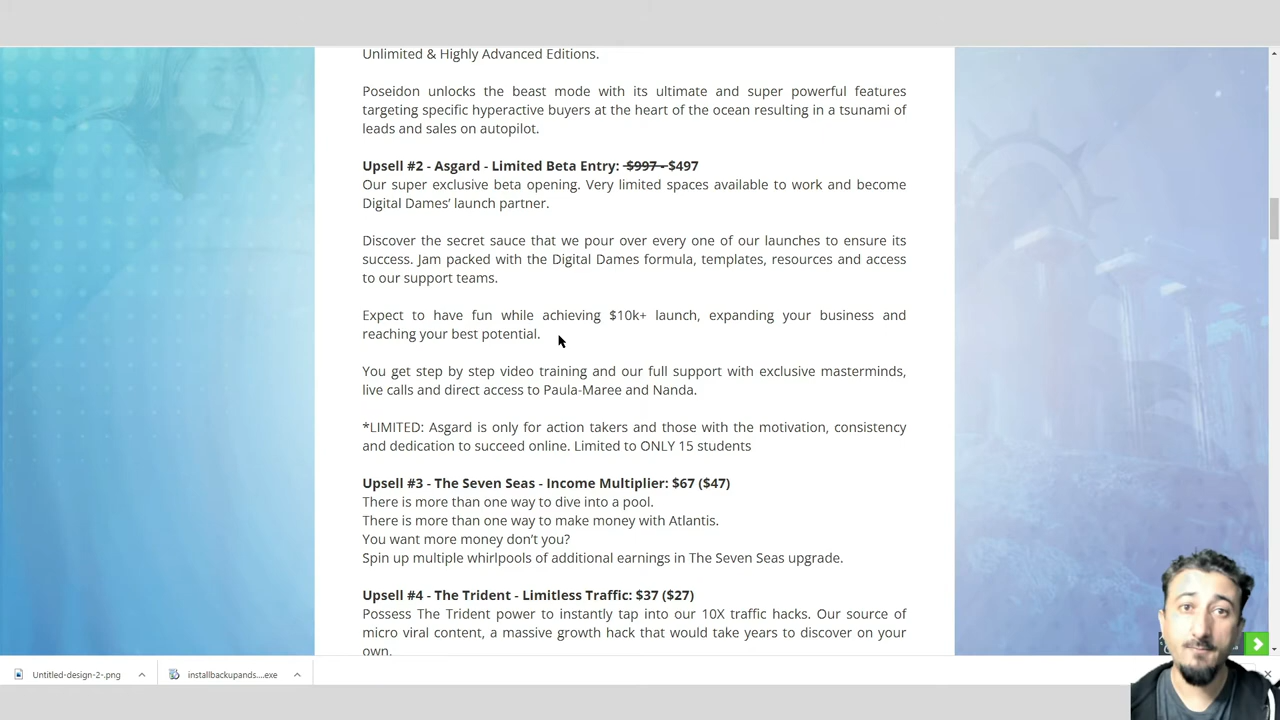 Unlimited & Highly Advanced Editions.
Poseidon unlocks the beast mode with its ultimate and super powerful features
targeting specific hyperactive buyers at the heart of the ocean resulting in a tsunami of
leads and sales on autopilot.
Upsell #2 - Asgard - Limited Beta Entry: $997 - $497
Our super exclusive beta opening. Very limited spaces available to work and become
Digital Dames’ launch partner.
Discover the secret sauce that we pour over every one of our launches to ensure its
success. Jam packed with the Digital Dames formula, templates, resources and access
to our support teams.
Expect to have fun while achieving $10k+ launch, expanding your business and
reaching your best potential.
You get step by step video training and our full support with exclusive masterminds,
live calls and direct access to Paula-Maree and Nanda.
*LIMITED: Asgard is only for action takers and those with the motivation, consistency
and dedication to succeed online. Limited to ONLY 15 students
Upsell #3 - The Seven Seas - Income Multiplier: $67 ($47)
There is more than one way to dive into a pool.
There is more than one way to make money with Atlantis.
You want more money don’t you?
Spin up multiple whirlpools of additional earnings in The Seven Seas upgrade.
Upsell #4 - The Trident - Limitless Traffic: $37 ($27)
Possess The Trident power to instantly tap into our 10X traffic hacks. Our source of
micro viral content, a massive growth hack that would take years to discover on your
own.
Untitled-design-2-.png
installbackupands....exe